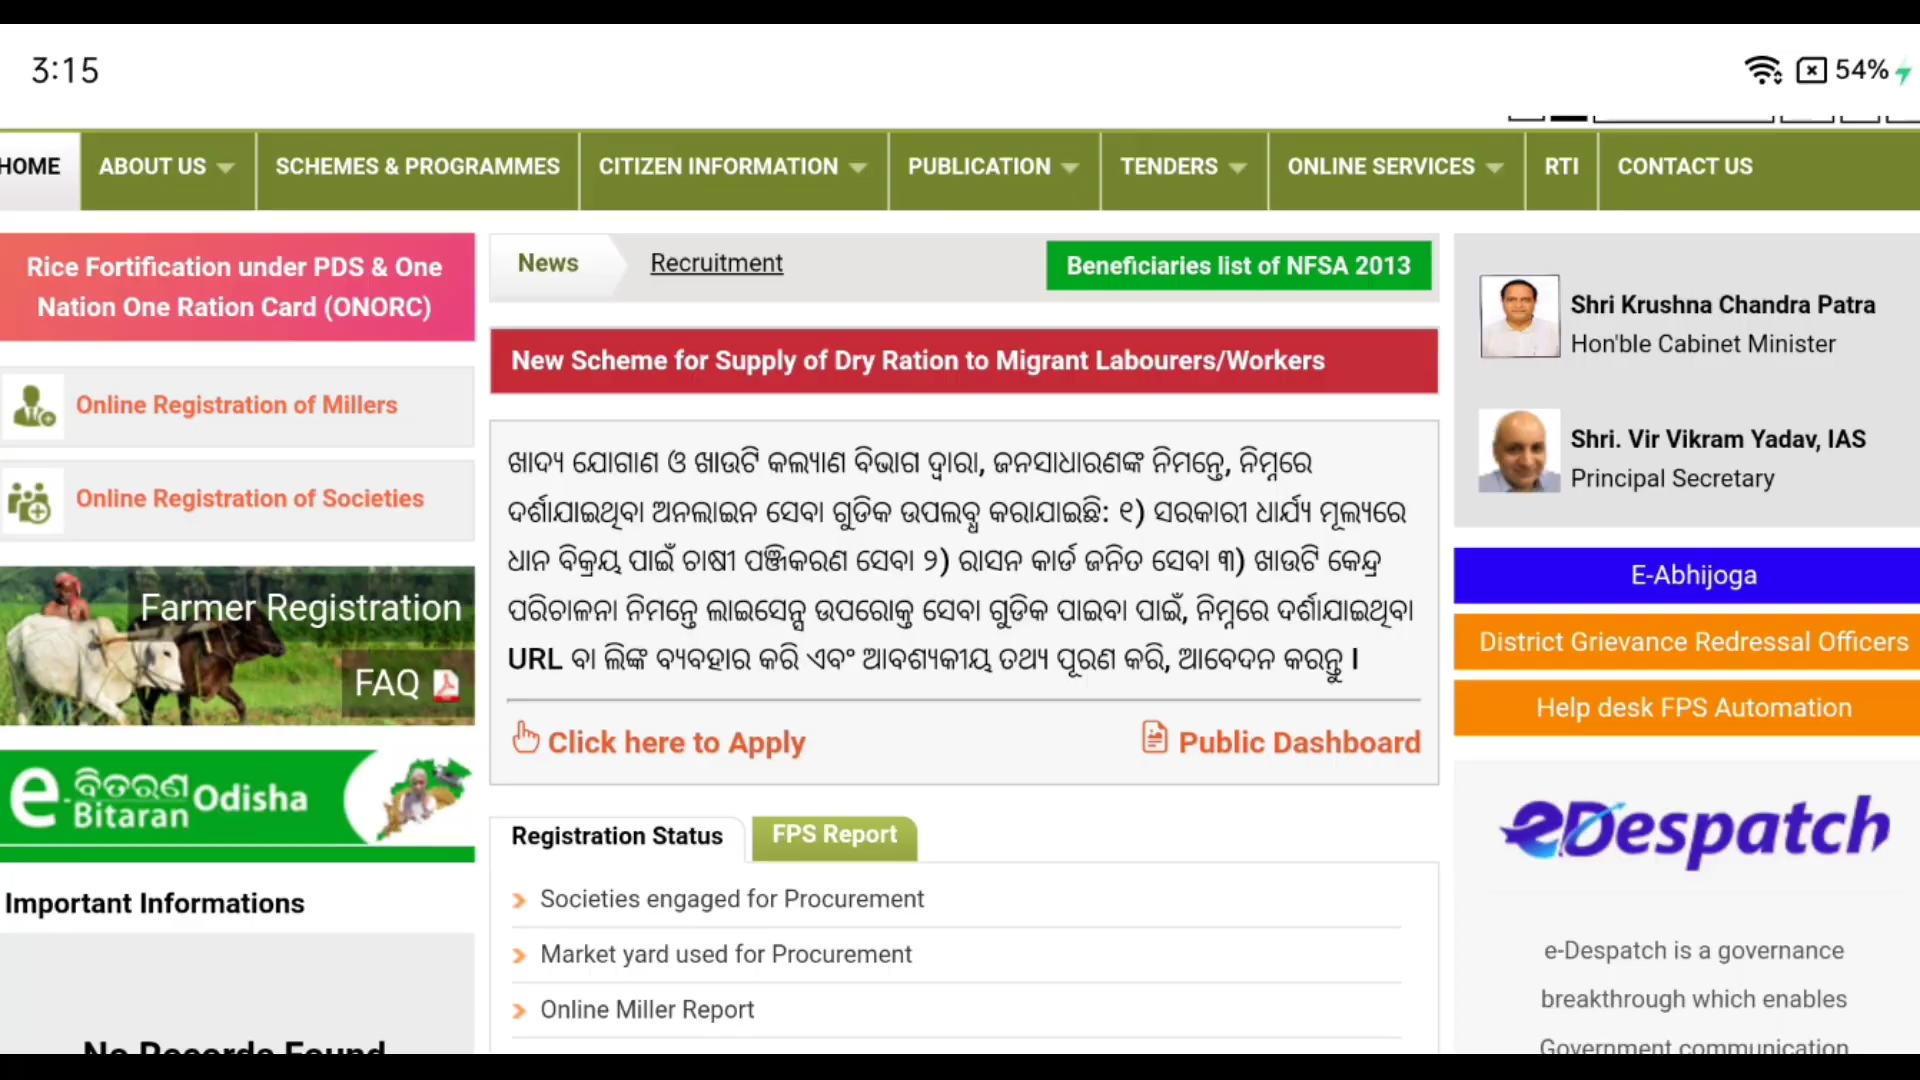 3:15
54%
HOME
ABOUT US
SCHEMES & PROGRAMMES
CITIZEN INFORMATION
PUBLICATION
TENDERS
ONLINE SERVICES
RTI
CONTACT US
Rice Fortification under PDS & One
Nation One Ration Card (ONORC)
Online Registration of Millers
Online Registration of Societies
Farmer Registration
FAQ
e-ବିତରଣ
Bitaran Odisha
Important Informations
No Records Found
News
Recruitment
Beneficiaries list of NFSA 2013
New Scheme for Supply of Dry Ration to Migrant Labourers/Workers
ଖାଦ୍ୟ ଯୋଗାଣ ଓ ଖାଉଟି କଲ୍ୟାଣ ବିଭାଗ ଦ୍ୱାରା, ଜନସାଧାରଣଙ୍କ ନିମନ୍ତେ, ନିମ୍ନରେ
ଦର୍ଶାଯାଇଥିବା ଅନଲାଇନ ସେବା ଗୁଡିକ ଉପଲବ୍ଧ କରାଯାଇଛି: ୧) ସରକାରୀ ଧାର୍ଯ୍ୟ ମୂଲ୍ୟରେ
ଧାନ ବିକ୍ରୟ ପାଇଁ ଚାଷୀ ପଞ୍ଜିକରଣ ସେବା ୨) ରାସନ କାର୍ଡ ଜନିତ ସେବା ୩) ଖାଉଟି କେନ୍ଦ୍ର
ପରିଚାଳନା ନିମନ୍ତେ ଲାଇସେନ୍ସ ଉପରୋକ୍ତ ସେବା ଗୁଡିକ ପାଇବା ପାଇଁ, ନିମ୍ନରେ ଦର୍ଶାଯାଇଥିବା
URL ବା ଲିଙ୍କ ବ୍ୟବହାର କରି ଏବଂ ଆବଶ୍ୟକୀୟ ତଥ୍ୟ ପୂରଣ କରି, ଆବେଦନ କରନ୍ତୁ I
Click here to Apply
Public Dashboard
Registration Status
FPS Report
Societies engaged for Procurement
Market yard used for Procurement
Online Miller Report
Shri Krushna Chandra Patra
Hon'ble Cabinet Minister
Shri. Vir Vikram Yadav, IAS
Principal Secretary
E-Abhijoga
District Grievance Redressal Officers
Help desk FPS Automation
eDespatch
e-Despatch is a governance
breakthrough which enables
Government communication